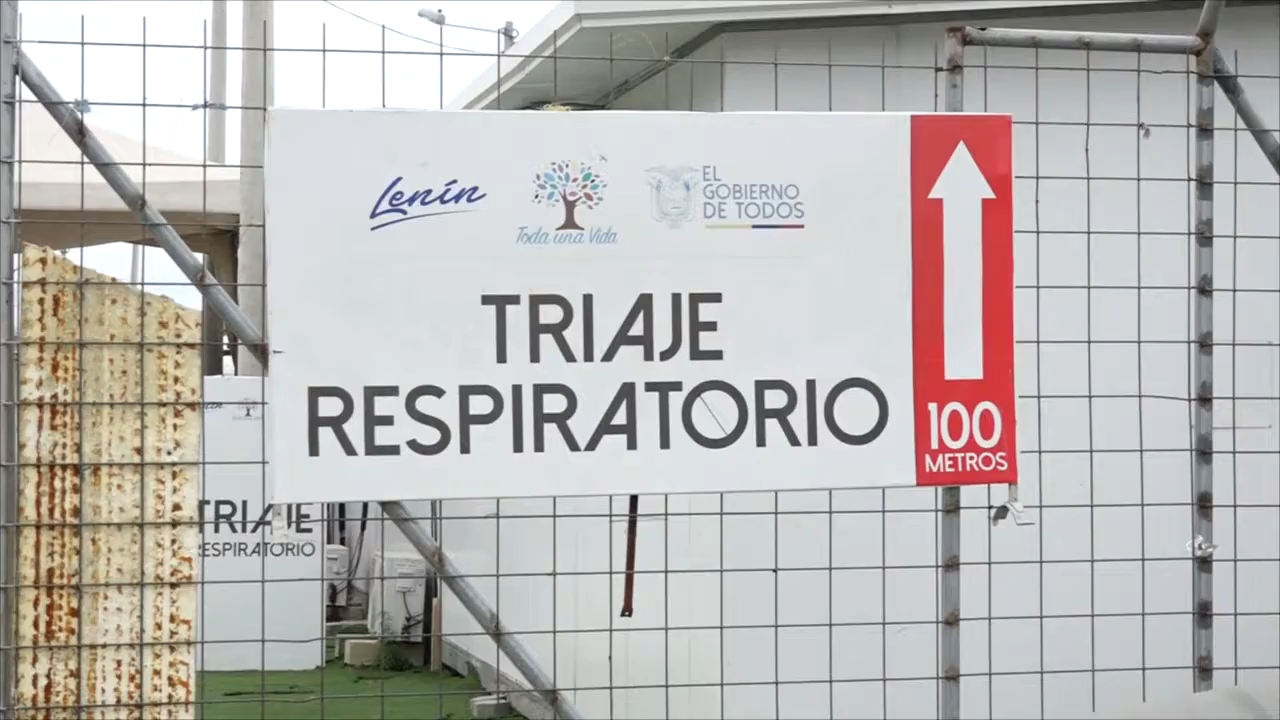 Lenín
Toda una Vida
EL
GOBIERNO
DE TODOS
TRIAJE
RESPIRATORIO
100
METROS
TRIAJE
RESPIRATORIO